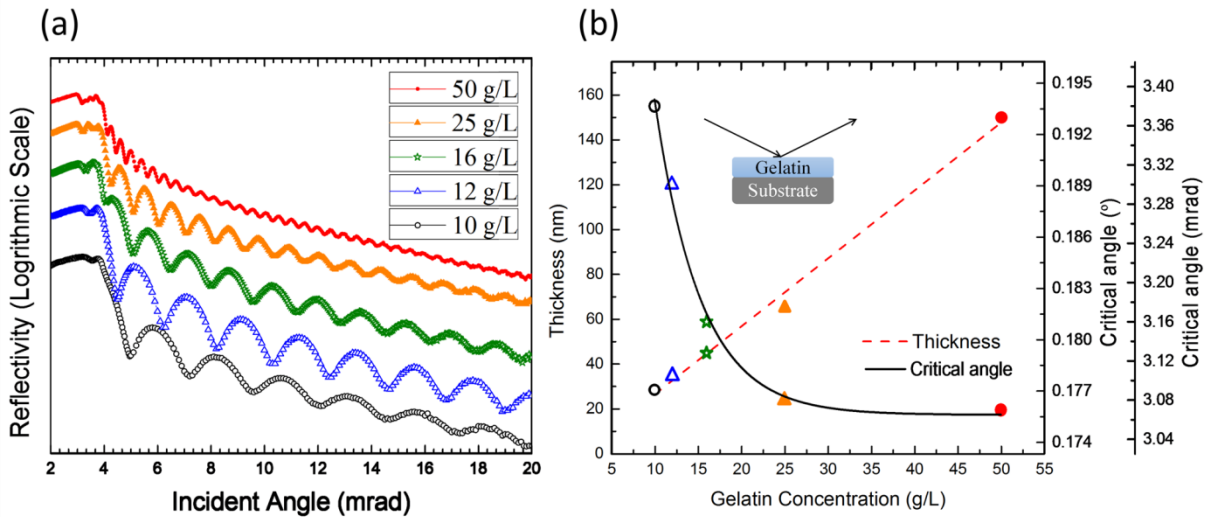 (a)
Reflectivity (Logrithmic Scale)
50 g/L
25 g/L
16 g/L
12 g/L
10 g/L
2 4 6 8 10 12 14 16 18 20
Incident Angle (mrad)
(b)
Thickness (nm)
160
140
120
100
80
60
40
20
0
Gelatin
Substrate
Thickness
Critical angle
5 10 15 20 25 30 35 40 45 50 55
Gelatin Concentration (g/L)
0.195
0.192
0.189
0.186
0.183
0.180
0.177
0.174
Critical angle (°)
3.40
3.36
3.32
3.28
3.24
3.20
3.16
3.12
3.08
3.04
Critical angle (mrad)